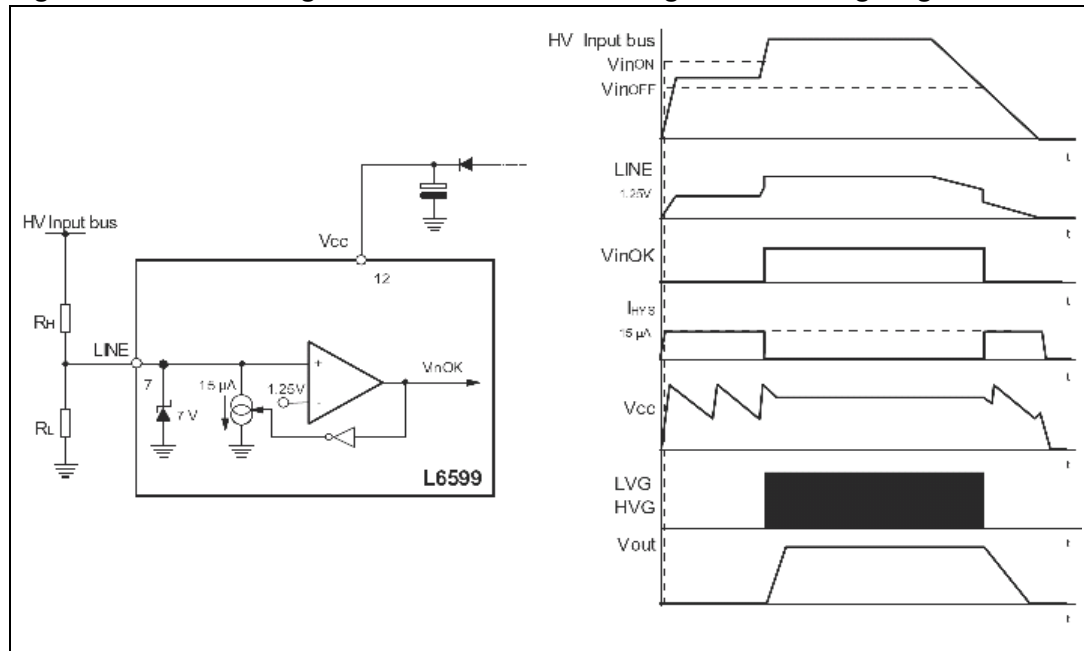 HV Input bus
VinON
VinOFF
t
LINE
1.25V
t
VinOK
t
IHYS
15 µA
t
Vcc
t
LVG
HVG
t
Vout
t
HV Input bus
RH
RL
LINE
7
7 V
15 µA
1.25V
+
-
VinOK
Vcc
12
L6599